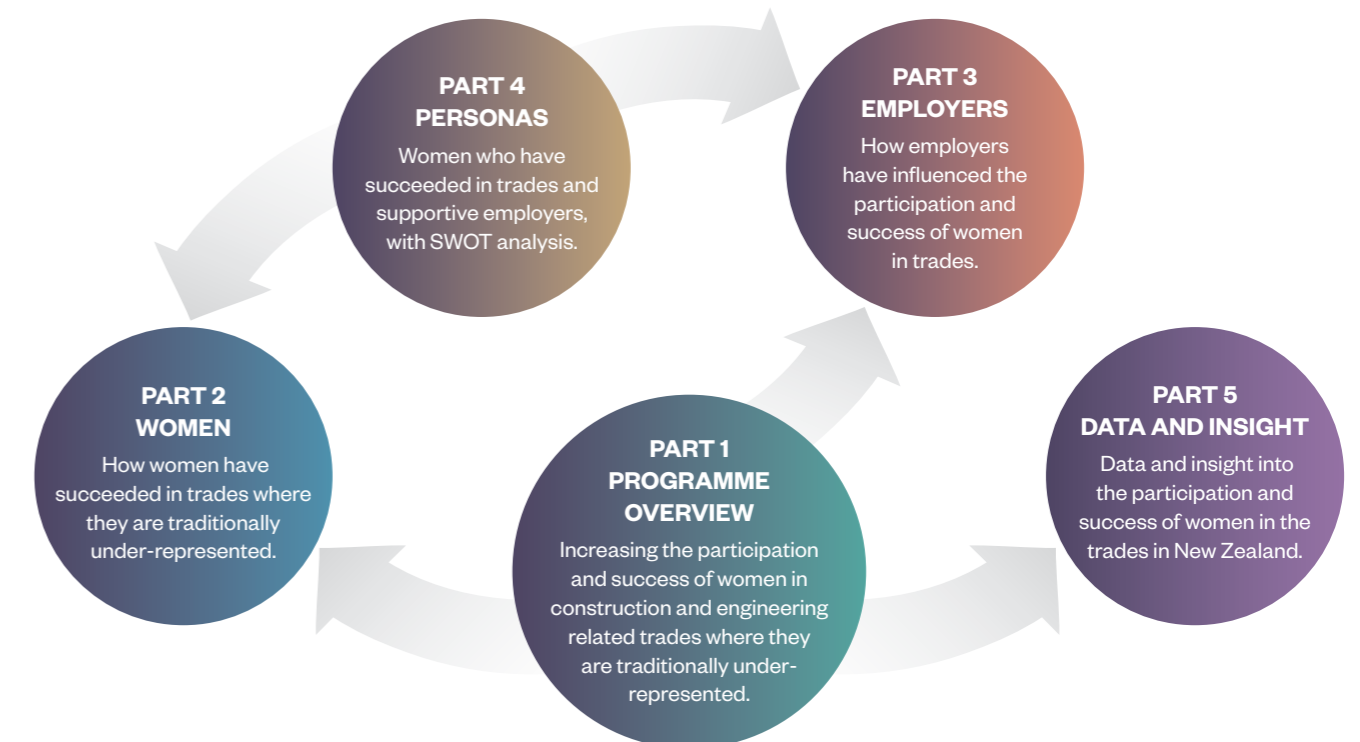 PART 4
PERSONAS
Women who have
succeeded in trades and
supportive employers,
with SWOT analysis.
PART 3
EMPLOYERS
How employers
have influenced the
participation and
success of women
in trades.
PART 2
WOMEN
How women have
succeeded in trades where
they are traditionally
under-represented.
PART 1
PROGRAMME
OVERVIEW
Increasing the participation
and success of women in
construction and engineering
related trades where they
are traditionally under-
represented.
PART 5
DATA AND INSIGHT
Data and insight into
the participation and
success of women in the
trades in New Zealand.